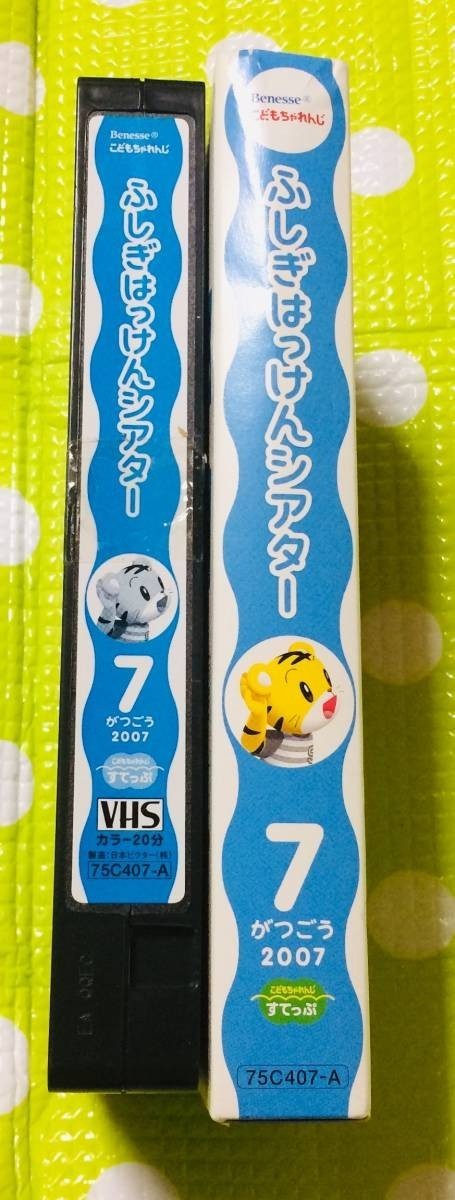 Benesse®
こどもちゃれんじ
ふしぎはっけんシアター
7
がつごう
2007
こどもちゃれんじ
すてっぷ
VHS
カラー20分
製造:日本ビクター(株)
75C407-A
Benesse®
こどもちゃれんじ
ふしぎはっけんシアター
7
がつごう
2007
こどもちゃれんじ
すてっぷ
75C407-A